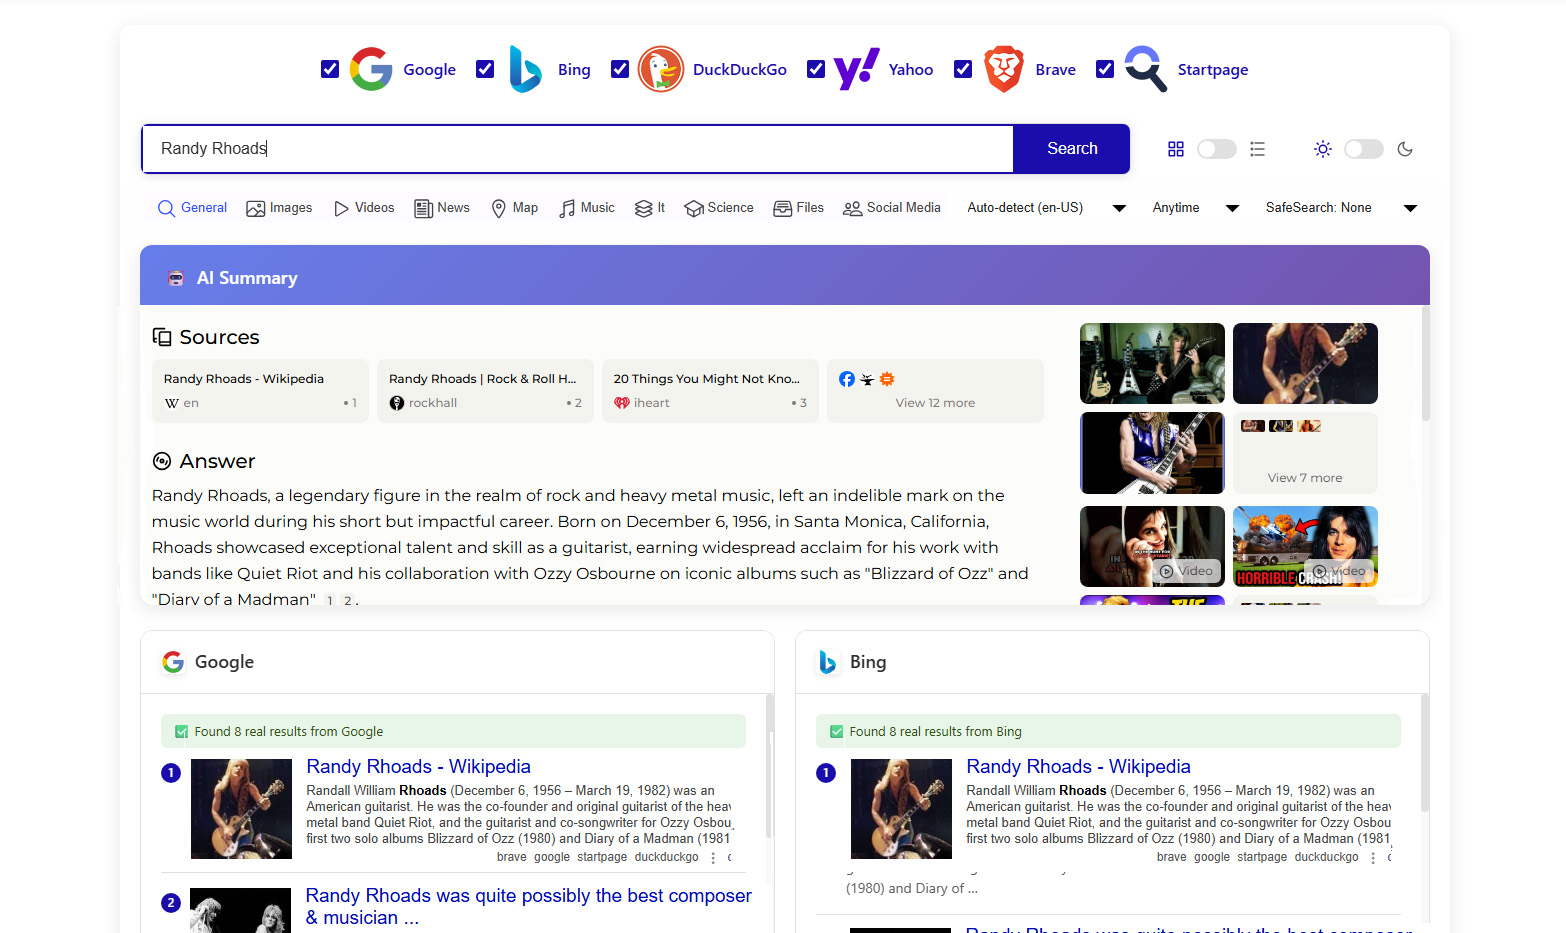 Google
Bing
DuckDuckGo
Yahoo
Brave
Startpage
Randy Rhoads
Search
General
Images
Videos
News
Map
Music
It
Science
Files
Social Media
Auto-detect (en-US)
Anytime
SafeSearch: None
AI Summary
Sources
Randy Rhoads - Wikipedia
en
• 1
Randy Rhoads | Rock & Roll H...
rockhall
• 2
20 Things You Might Not Kno...
iheart
• 3
View 12 more
View 7 more
Answer
Randy Rhoads, a legendary figure in the realm of rock and heavy metal music, left an indelible mark on the
music world during his short but impactful career. Born on December 6, 1956, in Santa Monica, California,
Rhoads showcased exceptional talent and skill as a guitarist, earning widespread acclaim for his work with
bands like Quiet Riot and his collaboration with Ozzy Osbourne on iconic albums such as "Blizzard of Ozz" and
"Diary of a Madman" 1 2 .
Video
HORRIBLE CRASH!
Video
THE
Google
Found 8 real results from Google
1
Randy Rhoads - Wikipedia
Randall William Rhoads (December 6, 1956 – March 19, 1982) was an
American guitarist. He was the co-founder and original guitarist of the heav
metal band Quiet Riot, and the guitarist and co-songwriter for Ozzy Osbou
first two solo albums Blizzard of Ozz (1980) and Diary of a Madman (1981
brave google startpage duckduckgo
2
Randy Rhoads was quite possibly the best composer
& musician ...
Bing
Found 8 real results from Bing
1
Randy Rhoads - Wikipedia
Randall William Rhoads (December 6, 1956 – March 19, 1982) was an
American guitarist. He was the co-founder and original guitarist of the heav
metal band Quiet Riot, and the guitarist and co-songwriter for Ozzy Osbou
first two solo albums Blizzard of Ozz (1980) and Diary of a Madman (1981
brave google startpage duckduckgo
(1980) and Diary of ...
Randy Rhoads was quite possibly the best composer